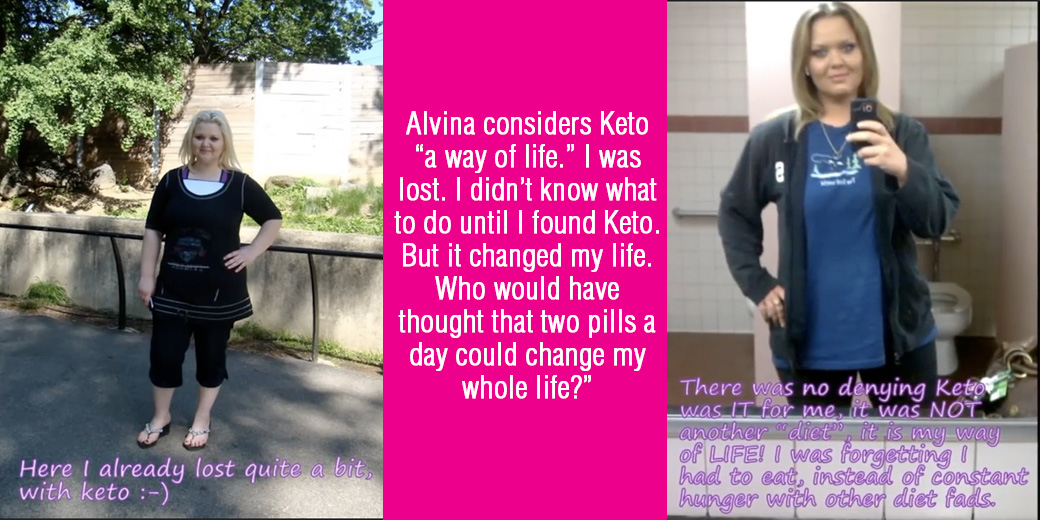 Here I already lost quite a bit,
with keto :-)
Alvina considers Keto
“a way of life.” I was
lost. I didn’t know what
to do until I found Keto.
But it changed my life.
Who would have
thought that two pills a
day could change my
whole life?”
There was no denying Keto
was IT for me, it was NOT
another “diet”, it is my way
of LIFE! I was forgetting I
had to eat, instead of constant
hunger with other diet fads.